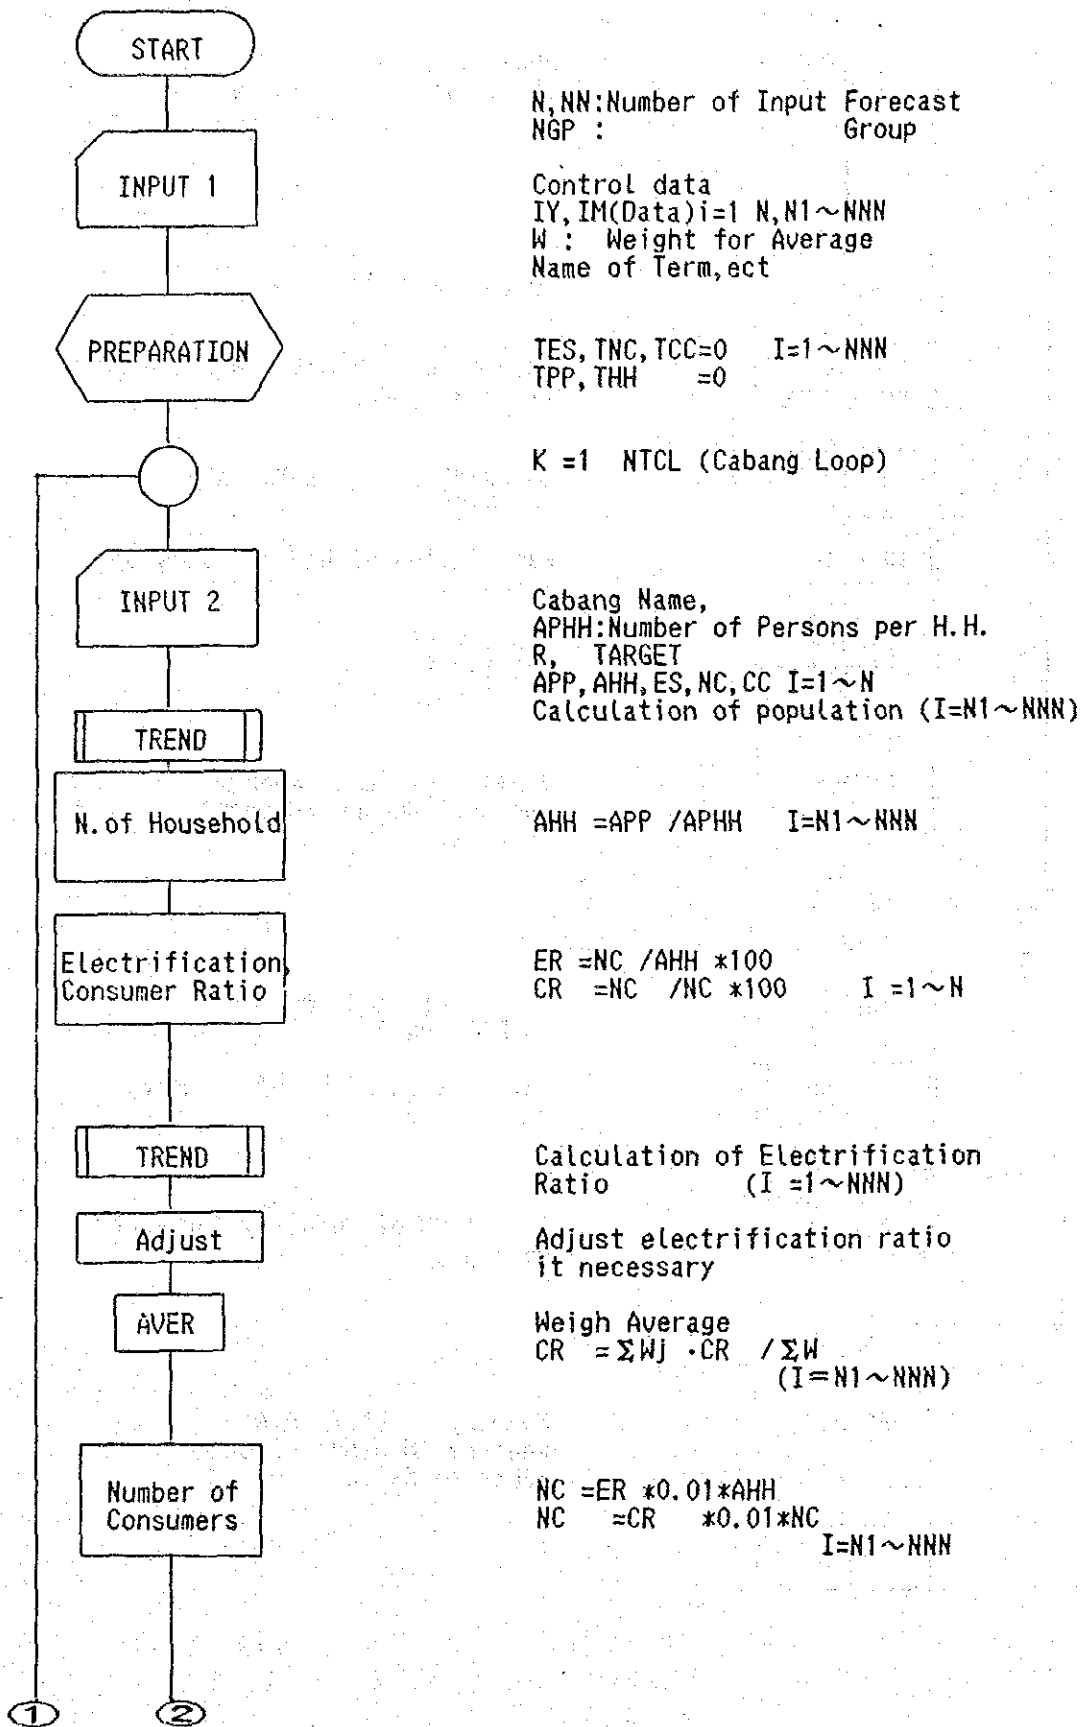 START
N,NN:Number of Input Forecast
NGP : Group
INPUT 1
Control data
IY,IM(Data)i=1 N,N1~NNN
W : Weight for Average
Name of Term,ect
PREPARATION
TES,TNC,TCC=0 I=1~NNN
TPP,THH =0
K =1 NTCL (Cabang Loop)
INPUT 2
Cabang Name,
APHH:Number of Persons per H.H.
R, TARGET
APP,AHH,ES,NC,CC I=1~N
Calculation of population (I=N1~NNN)
TREND
N.of Household
AHH =APP /APHH I=N1~NNN
Electrification,
Consumer Ratio
ER =NC /AHH *100
CR =NC /NC *100 I =1~N
TREND
Calculation of Electrification
Ratio (I =1~NNN)
Adjust
Adjust electrification ratio
it necessary
AVER
Weigh Average
CR =ΣWj ·CR /ΣW
(I=N1~NNN)
Number of
Consumers
NC =ER *0.01*AHH
NC =CR *0.01*NC
I=N1~NNN
1 2